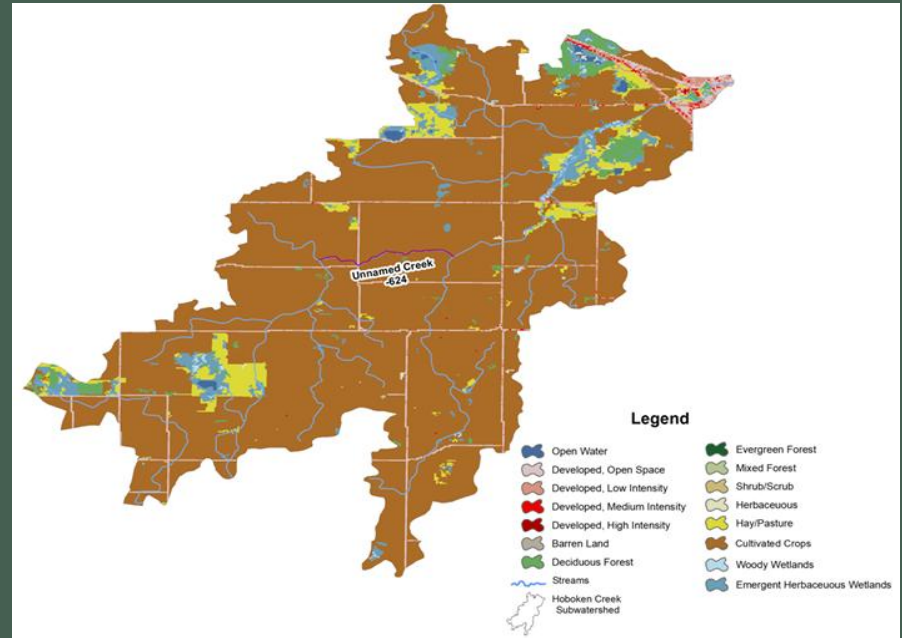 Unnamed Creek
-624
Legend
Open Water
Developed, Open Space
Developed, Low Intensity
Developed, Medium Intensity
Developed, High Intensity
Barren Land
Deciduous Forest
Streams
Hoboken Creek
Subwatershed
Evergreen Forest
Mixed Forest
Shrub/Scrub
Herbaceuous
Hay/Pasture
Cultivated Crops
Woody Wetlands
Emergent Herbaceuous Wetlands